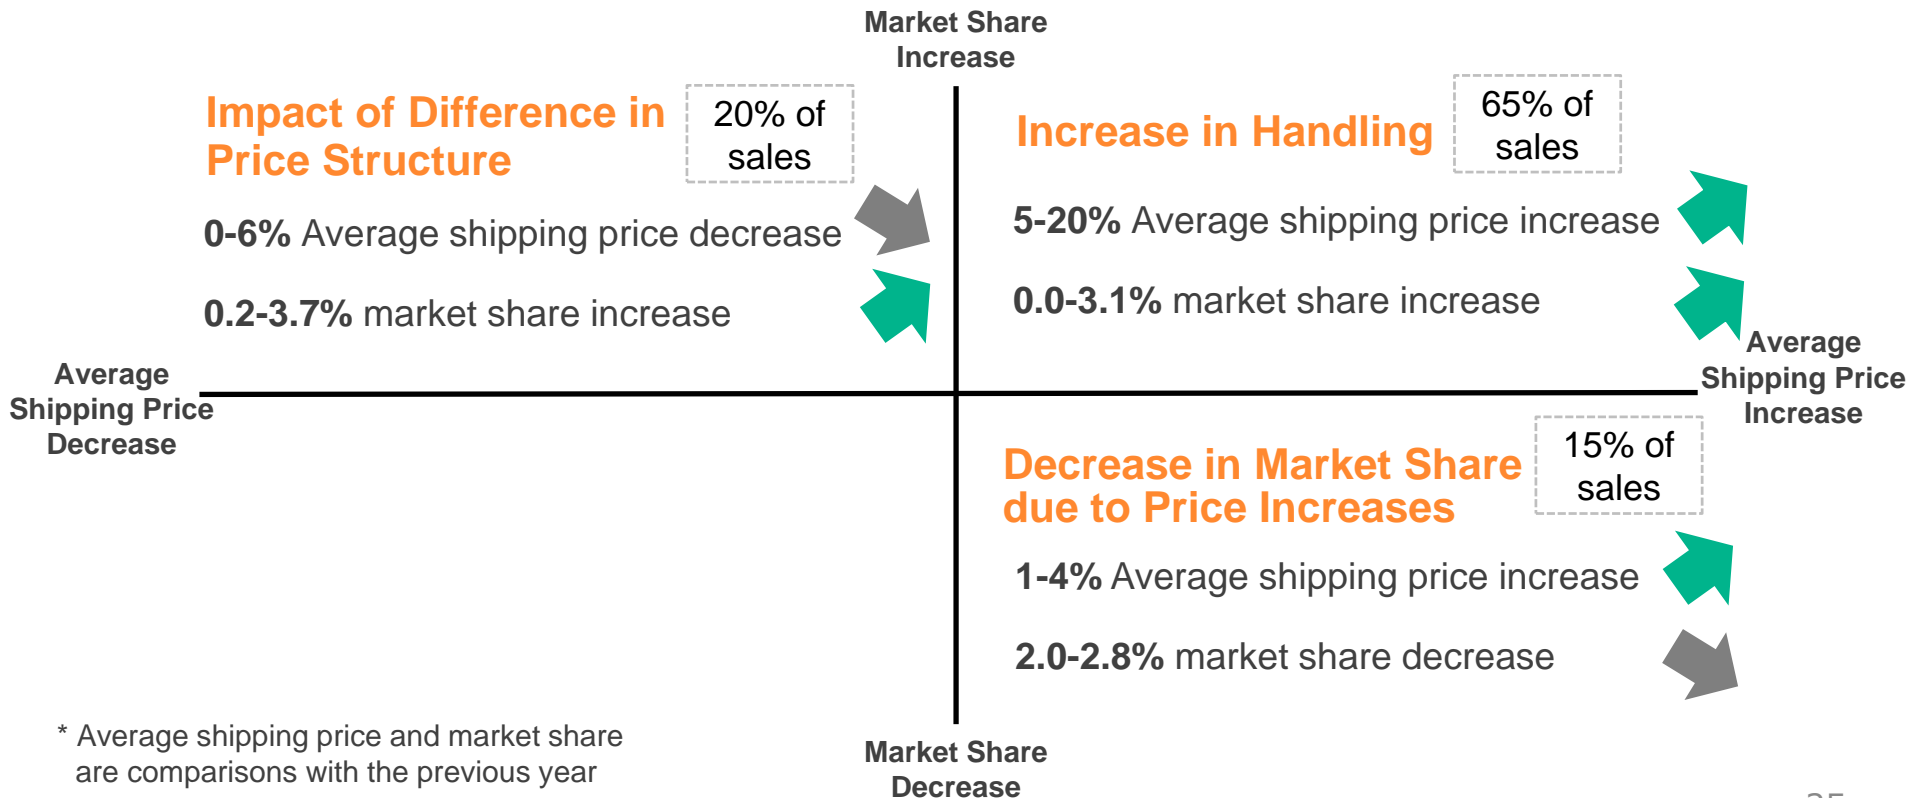 Market Share
Increase
Impact of Difference in
Price Structure
20% of
sales
0-6% Average shipping price decrease
0.2-3.7% market share increase
Increase in Handling
65% of
sales
5-20% Average shipping price increase
0.0-3.1% market share increase
Average
Shipping Price
Decrease
Average
Shipping Price
Increase
Decrease in Market Share
due to Price Increases
15% of
sales
1-4% Average shipping price increase
2.0-2.8% market share decrease
* Average shipping price and market share
are comparisons with the previous year
Market Share
Decrease